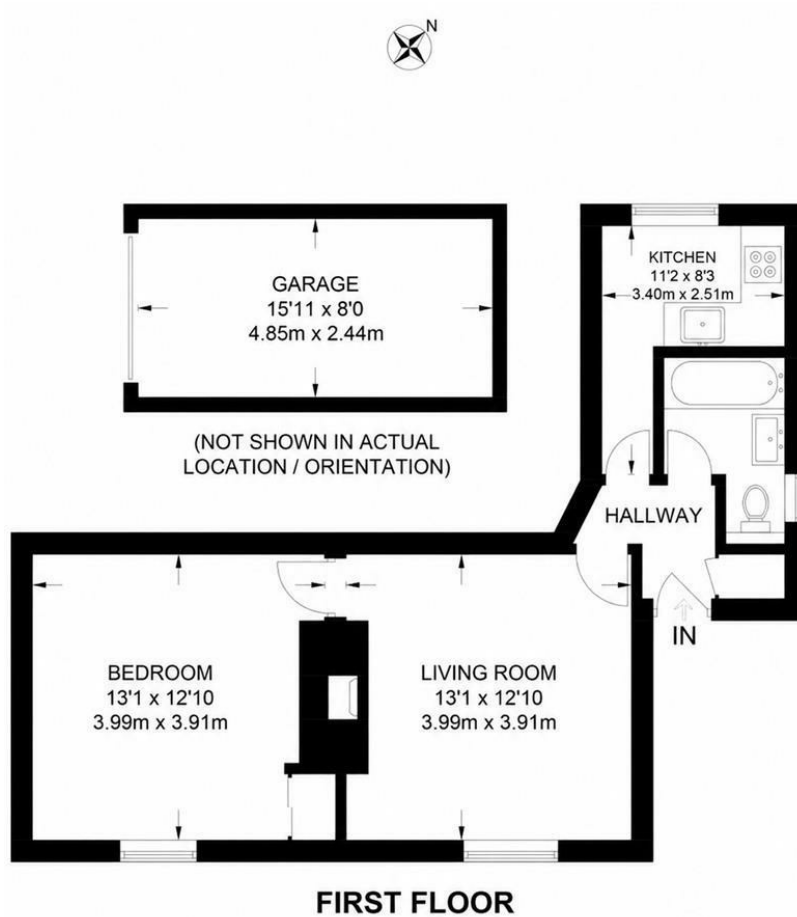 N
GARAGE
15'11 x 8'0
4.85m x 2.44m
(NOT SHOWN IN ACTUAL
LOCATION / ORIENTATION)
KITCHEN
11'2 x 8'3
3.40m x 2.51m
HALLWAY
IN
BEDROOM
13'1 x 12'10
3.99m x 3.91m
LIVING ROOM
13'1 x 12'10
3.99m x 3.91m
FIRST FLOOR